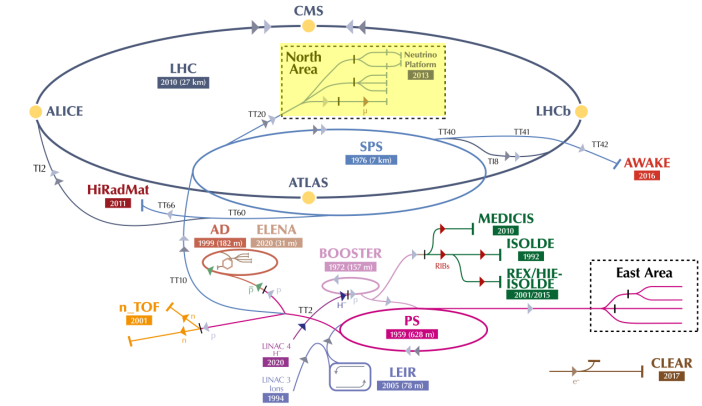 CMS
North
Area
Neutrino
Platform
2013
LHC
2010 (27 km)
TT20
μ
ALICE
LHCb
TT40
TT41
TT42
SPS
1976 (7 km)
TI8
TI2
AWAKE
2016
HiRadMat
2011
ATLAS
TT66
TT60
AD
1999 (182 m)
ELENA
2020 (31 m)
MEDICIS
2010
BOOSTER
1972 (157 m)
ISOLDE
1992
RIBs
REX/HIE-
ISOLDE
2001/2015
East Area
TT10
p
p
H⁻
p
n_TOF
2001
n
n
p
TT2
PS
1959 (628 m)
LINAC 4
H⁻
2020
LINAC 3
Ions
1994
LEIR
2005 (78 m)
e⁻
CLEAR
2017